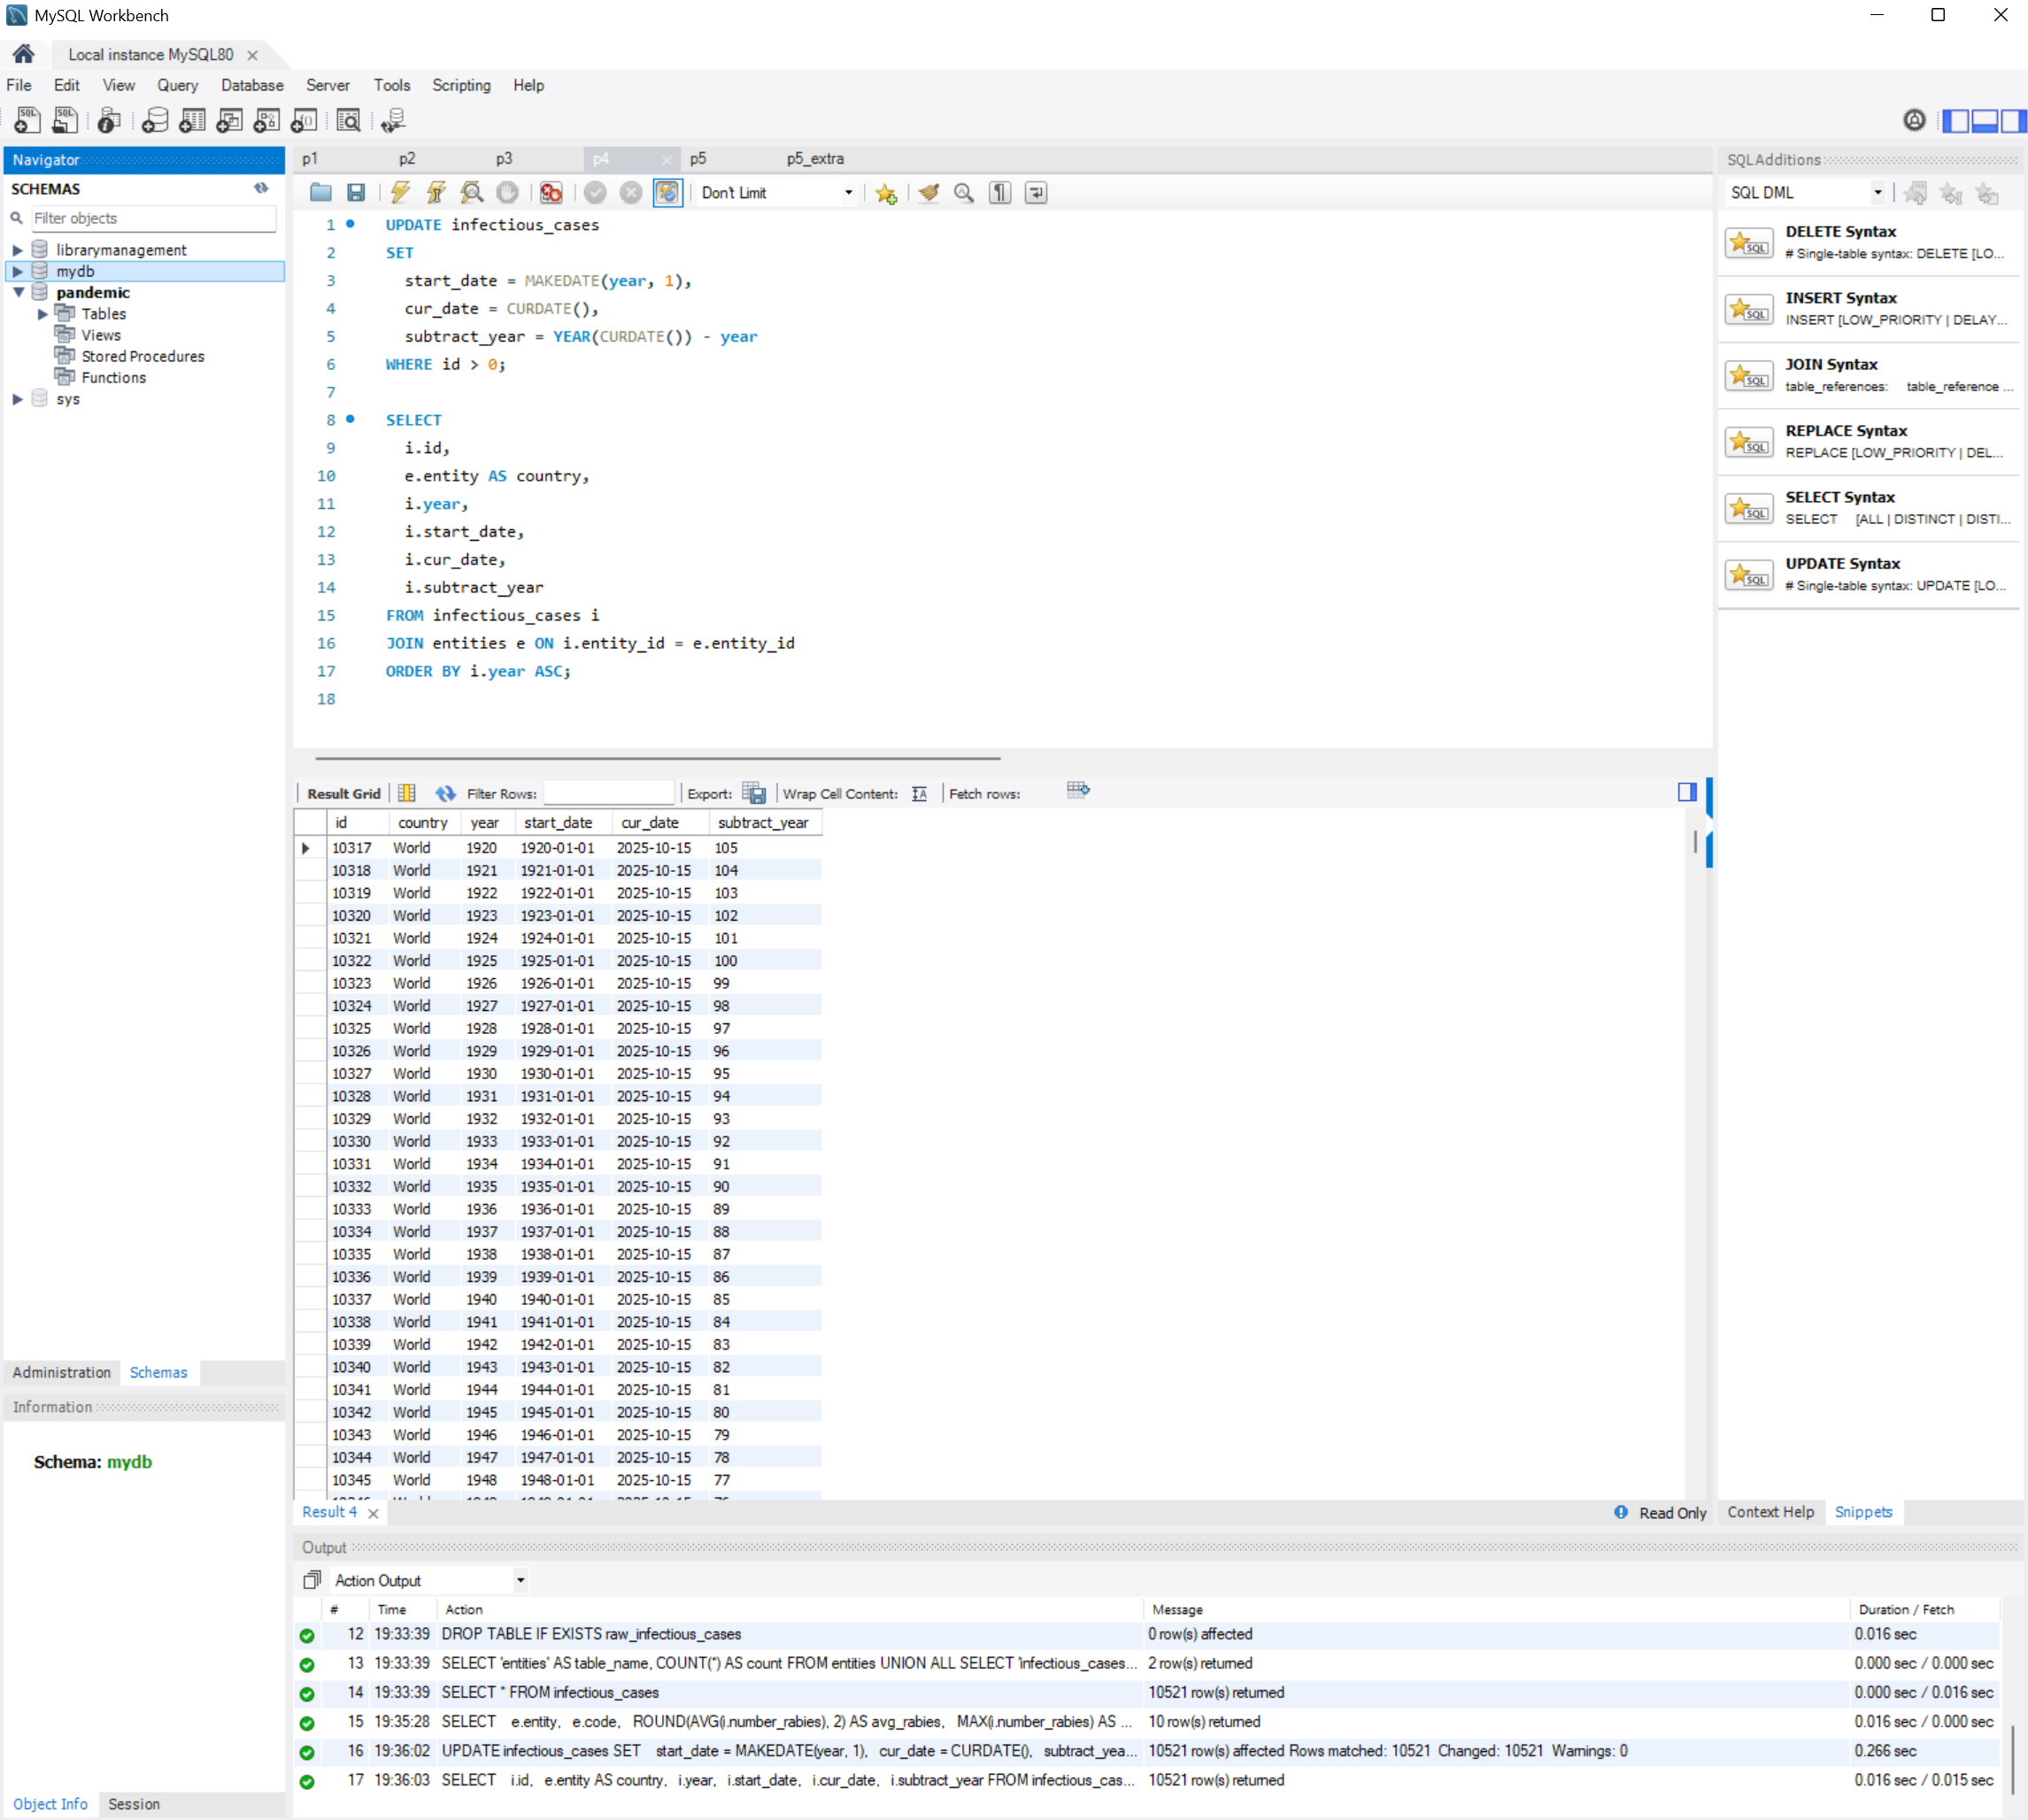 MySQL Workbench
Local instance MySQL80
File Edit View Query Database Server Tools Scripting Help
Navigator
SCHEMAS
Filter objects
librarymanagement
mydb
pandemic
Tables
Views
Stored Procedures
Functions
sys
Administration Schemas
Information
Schema: mydb
Object Info Session
p1 p2 p3 p4 p5 p5_extra
Don't Limit
1 UPDATE infectious_cases
2 SET
3 start_date = MAKEDATE(year, 1),
4 cur_date = CURDATE(),
5 subtract_year = YEAR(CURDATE()) - year
6 WHERE id > 0;
7
8 SELECT
9 i.id,
10 e.entity AS country,
11 i.year,
12 i.start_date,
13 i.cur_date,
14 i.subtract_year
15 FROM infectious_cases i
16 JOIN entities e ON i.entity_id = e.entity_id
17 ORDER BY i.year ASC;
18
Result Grid Filter Rows: Export: Wrap Cell Content: Fetch rows:
id country year start_date cur_date subtract_year
10317 World 1920 1920-01-01 2025-10-15 105
10318 World 1921 1921-01-01 2025-10-15 104
10319 World 1922 1922-01-01 2025-10-15 103
10320 World 1923 1923-01-01 2025-10-15 102
10321 World 1924 1924-01-01 2025-10-15 101
10322 World 1925 1925-01-01 2025-10-15 100
10323 World 1926 1926-01-01 2025-10-15 99
10324 World 1927 1927-01-01 2025-10-15 98
10325 World 1928 1928-01-01 2025-10-15 97
10326 World 1929 1929-01-01 2025-10-15 96
10327 World 1930 1930-01-01 2025-10-15 95
10328 World 1931 1931-01-01 2025-10-15 94
10329 World 1932 1932-01-01 2025-10-15 93
10330 World 1933 1933-01-01 2025-10-15 92
10331 World 1934 1934-01-01 2025-10-15 91
10332 World 1935 1935-01-01 2025-10-15 90
10333 World 1936 1936-01-01 2025-10-15 89
10334 World 1937 1937-01-01 2025-10-15 88
10335 World 1938 1938-01-01 2025-10-15 87
10336 World 1939 1939-01-01 2025-10-15 86
10337 World 1940 1940-01-01 2025-10-15 85
10338 World 1941 1941-01-01 2025-10-15 84
10339 World 1942 1942-01-01 2025-10-15 83
10340 World 1943 1943-01-01 2025-10-15 82
10341 World 1944 1944-01-01 2025-10-15 81
10342 World 1945 1945-01-01 2025-10-15 80
10343 World 1946 1946-01-01 2025-10-15 79
10344 World 1947 1947-01-01 2025-10-15 78
10345 World 1948 1948-01-01 2025-10-15 77
Result 4 Read Only
Output
Action Output
# Time Action Message Duration / Fetch
12 19:33:39 DROP TABLE IF EXISTS raw_infectious_cases 0 row(s) affected 0.016 sec
13 19:33:39 SELECT 'entities' AS table_name, COUNT(*) AS count FROM entities UNION ALL SELECT 'infectious_cases... 2 row(s) returned 0.000 sec / 0.000 sec
14 19:33:39 SELECT * FROM infectious_cases 10521 row(s) returned 0.000 sec / 0.016 sec
15 19:35:28 SELECT e.entity, e.code, ROUND(AVG(i.number_rabies), 2) AS avg_rabies, MAX(i.number_rabies) AS ... 10 row(s) returned 0.016 sec / 0.000 sec
16 19:36:02 UPDATE infectious_cases SET start_date = MAKEDATE(year, 1), cur_date = CURDATE(), subtract_yea... 10521 row(s) affected Rows matched: 10521 Changed: 10521 Warnings: 0 0.266 sec
17 19:36:03 SELECT i.id, e.entity AS country, i.year, i.start_date, i.cur_date, i.subtract_year FROM infectious_cas... 10521 row(s) returned 0.016 sec / 0.015 sec
SQLAdditions
SQL DML
DELETE Syntax
# Single-table syntax: DELETE [LO...
INSERT Syntax
INSERT [LOW_PRIORITY | DELAY...
JOIN Syntax
table_references: table_reference ...
REPLACE Syntax
REPLACE [LOW_PRIORITY | DEL...
SELECT Syntax
SELECT [ALL | DISTINCT | DISTI...
UPDATE Syntax
# Single-table syntax: UPDATE [LO...
Context Help Snippets